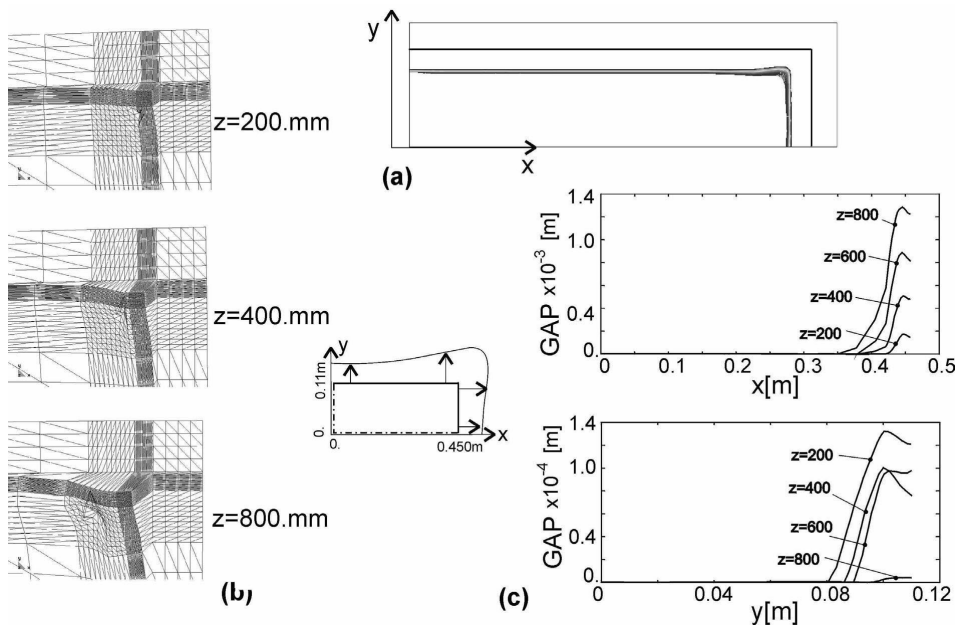 z=200.mm
z=400.mm
z=800.mm
(b)
y
x
(a)
y
0.11m
0.
0.
0.450m
x
GAP x10⁻³ [m]
1.4
1.0
0.4
0
z=800
z=600
z=400
z=200
0
0.1
0.2
0.3
0.4
0.5
x[m]
GAP x10⁻⁴ [m]
1.4
1.0
0.4
0
z=200
z=400
z=600
z=800
0
0.04
0.08
0.12
y[m]
(c)